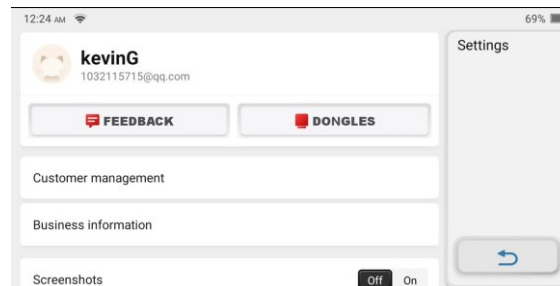 12:24 AM
69%
kevinG
1032115715@qq.com
FEEDBACK
DONGLES
Customer management
Business information
Screenshots
Off On
Settings